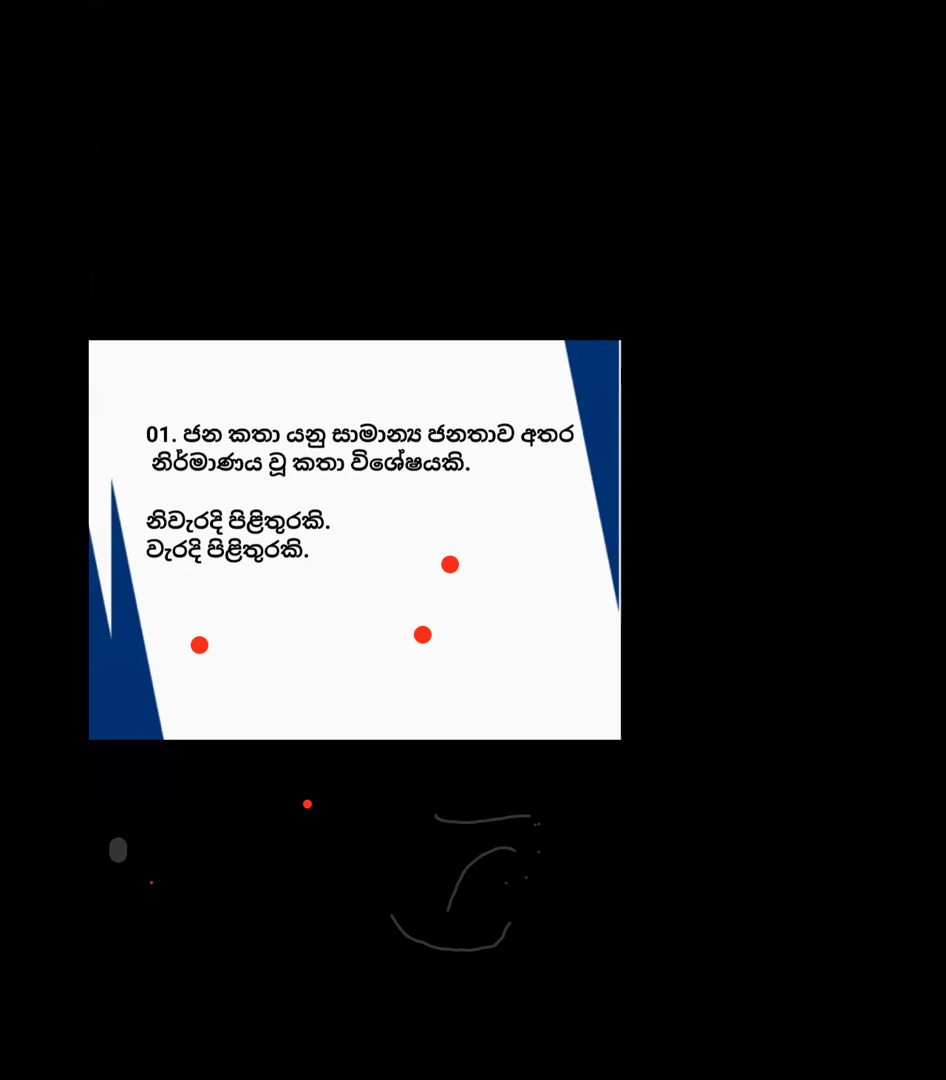 01. ජන කතා යනු සාමාන්‍ය ජනතාව අතර
නිර්මාණය වූ කතා විශේෂයකි.
නිවැරදි පිළිතුරකි.
වැරදි පිළිතුරකි.